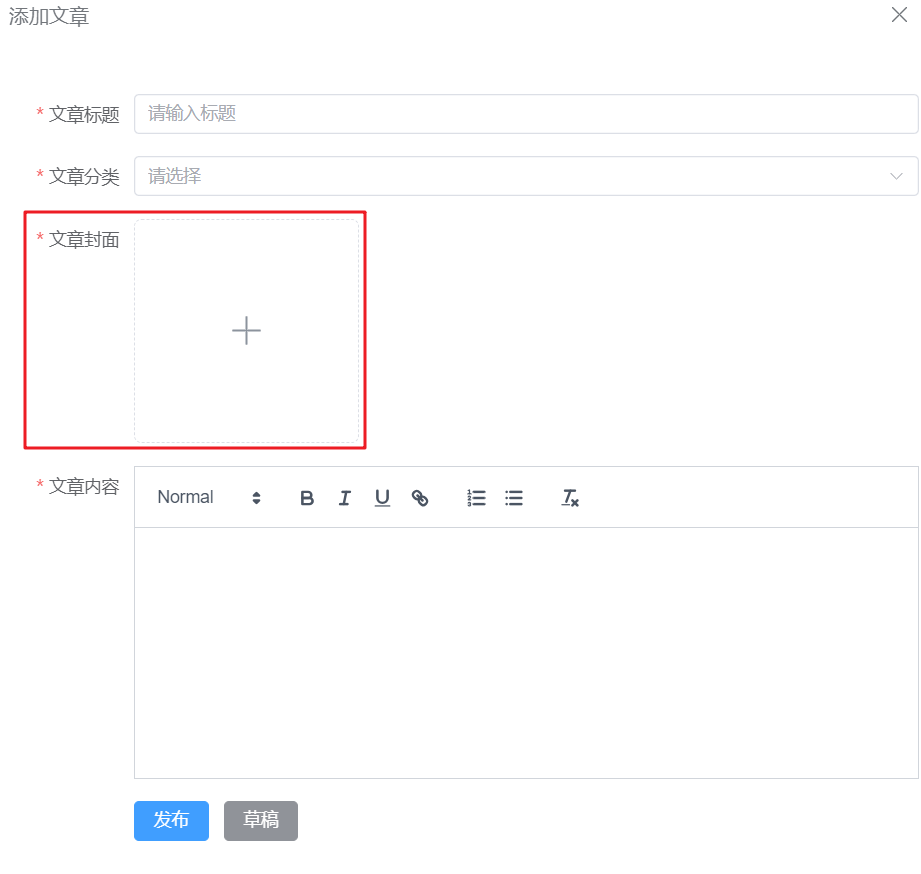 添加文章
* 文章标题 请输入标题
* 文章分类 请选择
* 文章封面
* 文章内容 Normal
发布 草稿